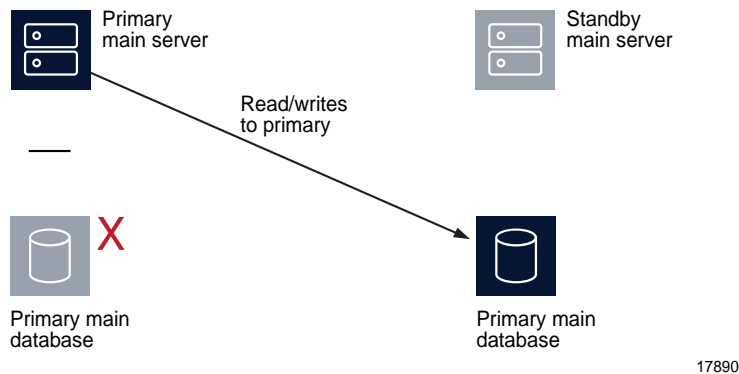 Primary
main server
Standby
main server
Read/writes
to primary
X
Primary main
database
Primary main
database
17890